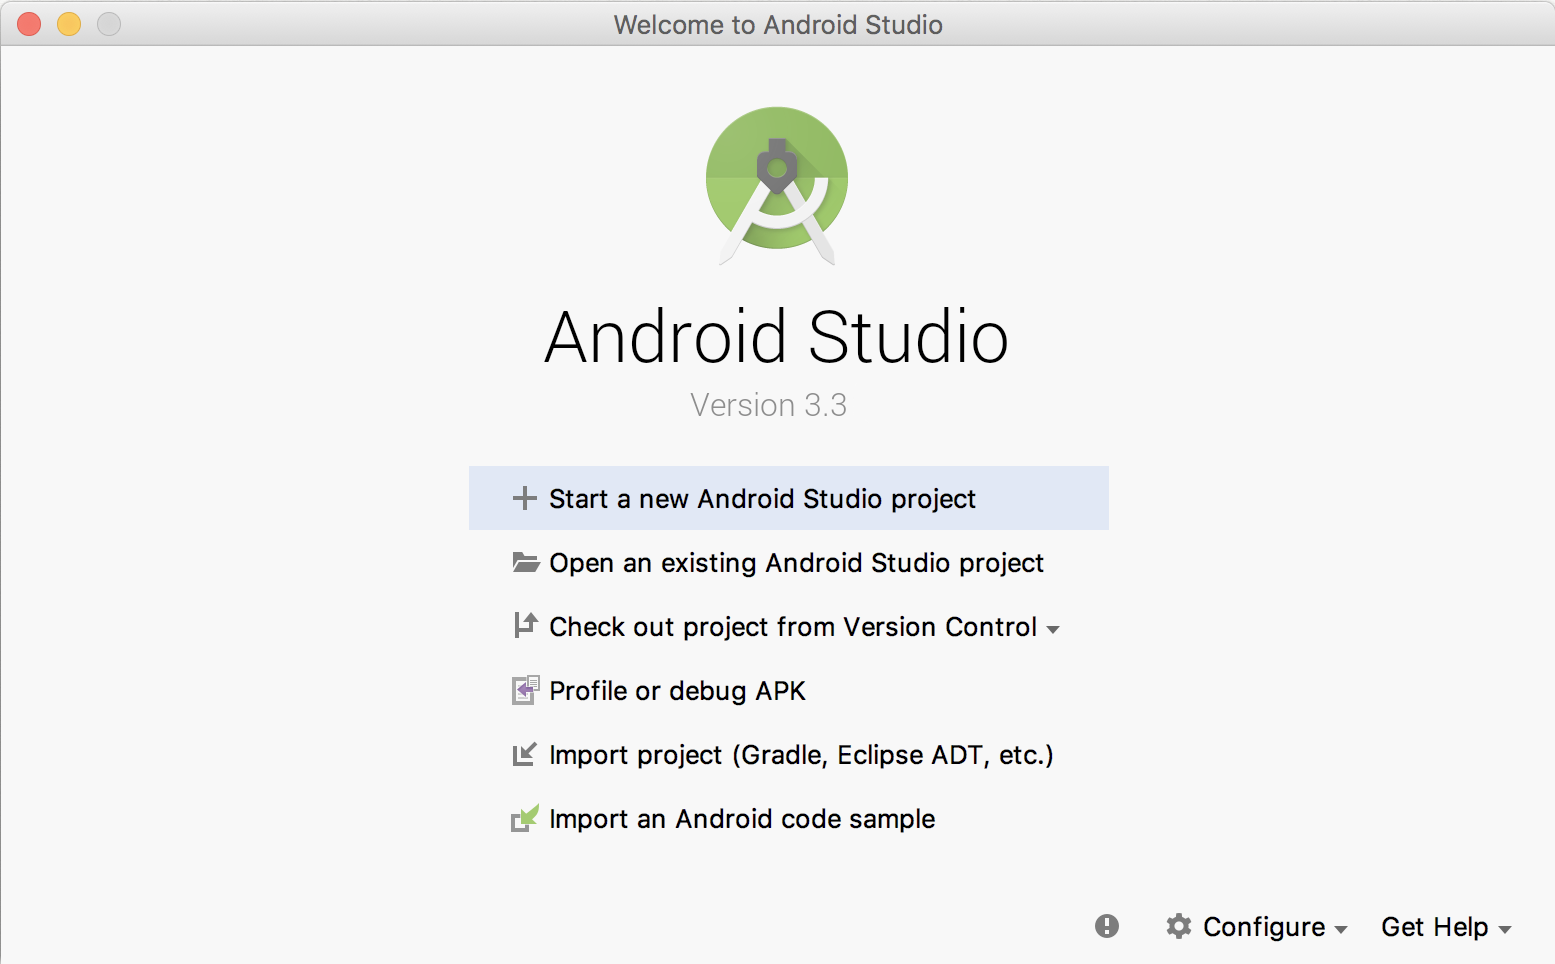 Welcome to Android Studio
Android Studio
Version 3.3
Start a new Android Studio project
Open an existing Android Studio project
Check out project from Version Control
Profile or debug APK
Import project (Gradle, Eclipse ADT, etc.)
Import an Android code sample
Configure Get Help